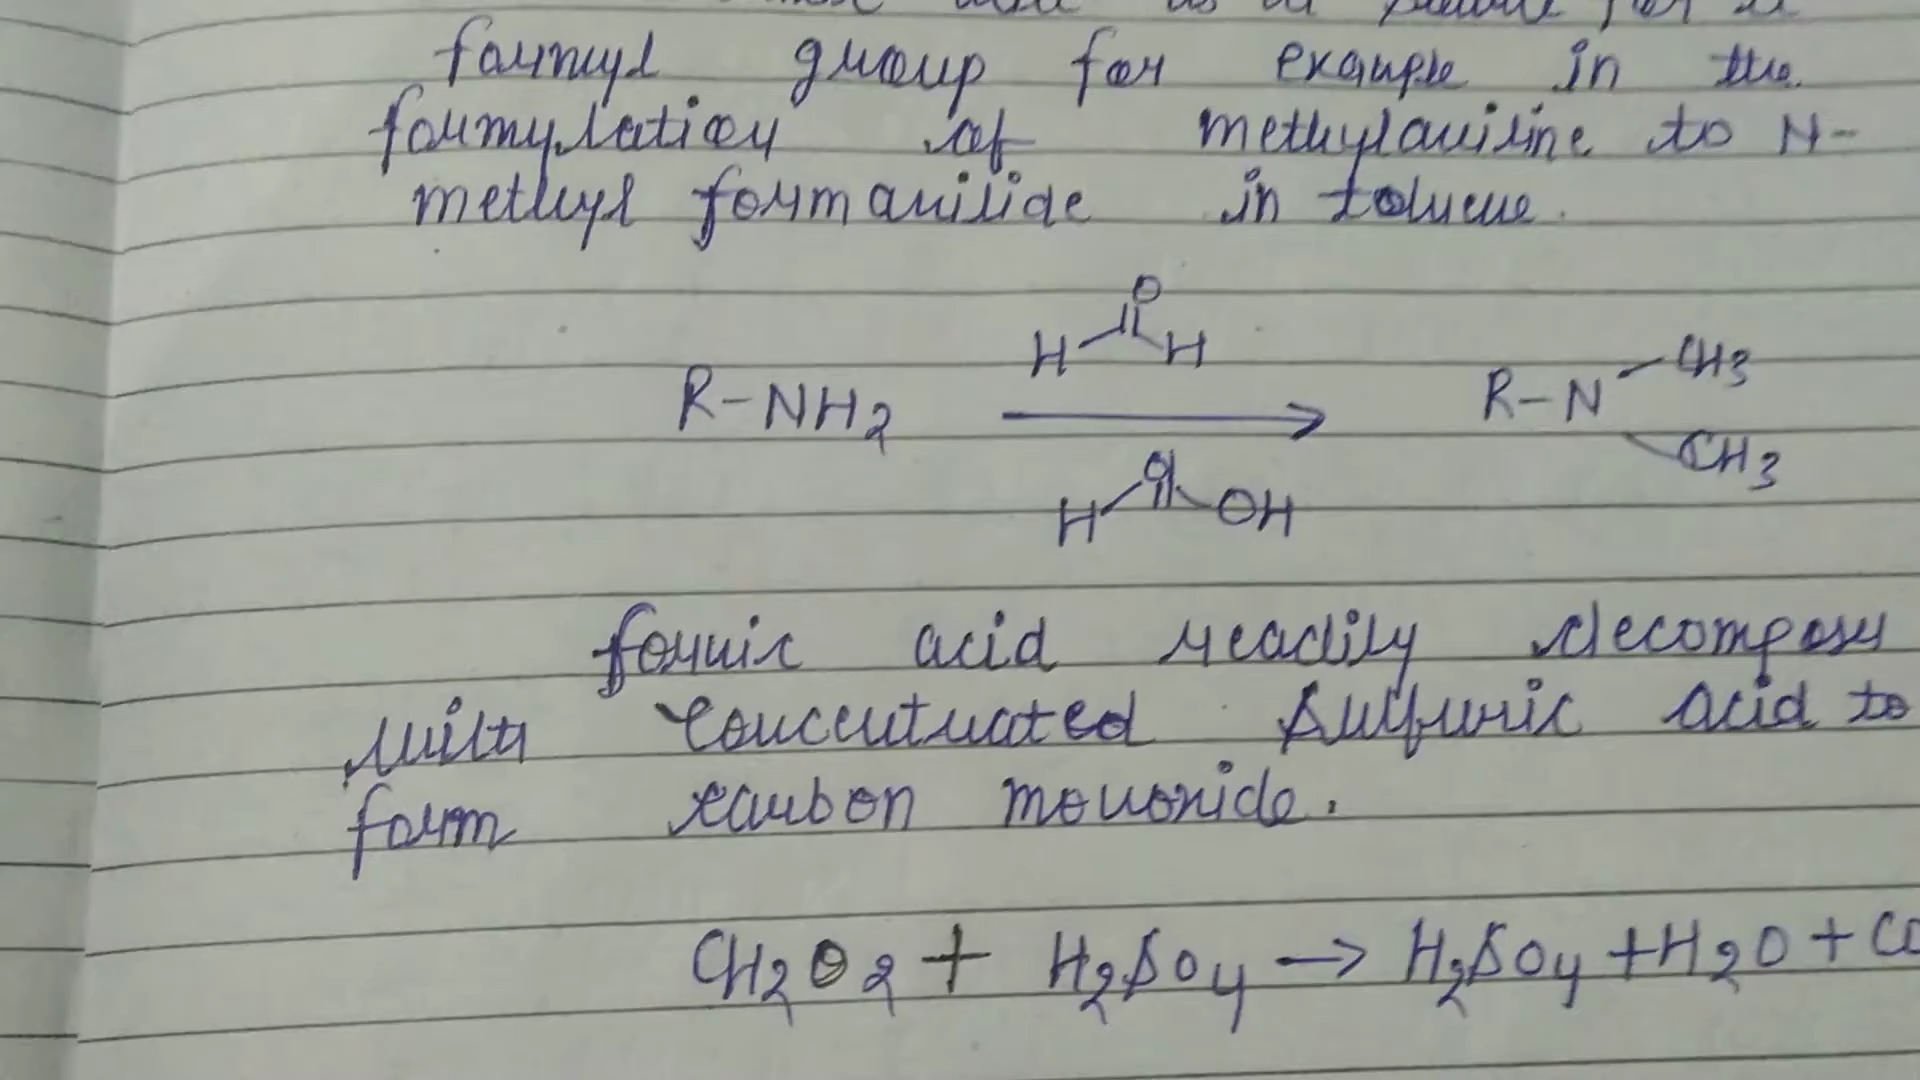 formyl group for example in the
formylation of methylaniline to N-
methyl formanilide in toluene.
O
H H
R-NH2 → R-N CH3
CH3
O
H OH
formic acid readily decompose
with concentrated sulfuric acid to
form carbon monoxide.
CH2O2 + H2SO4 → H2SO4 + H2O + CO